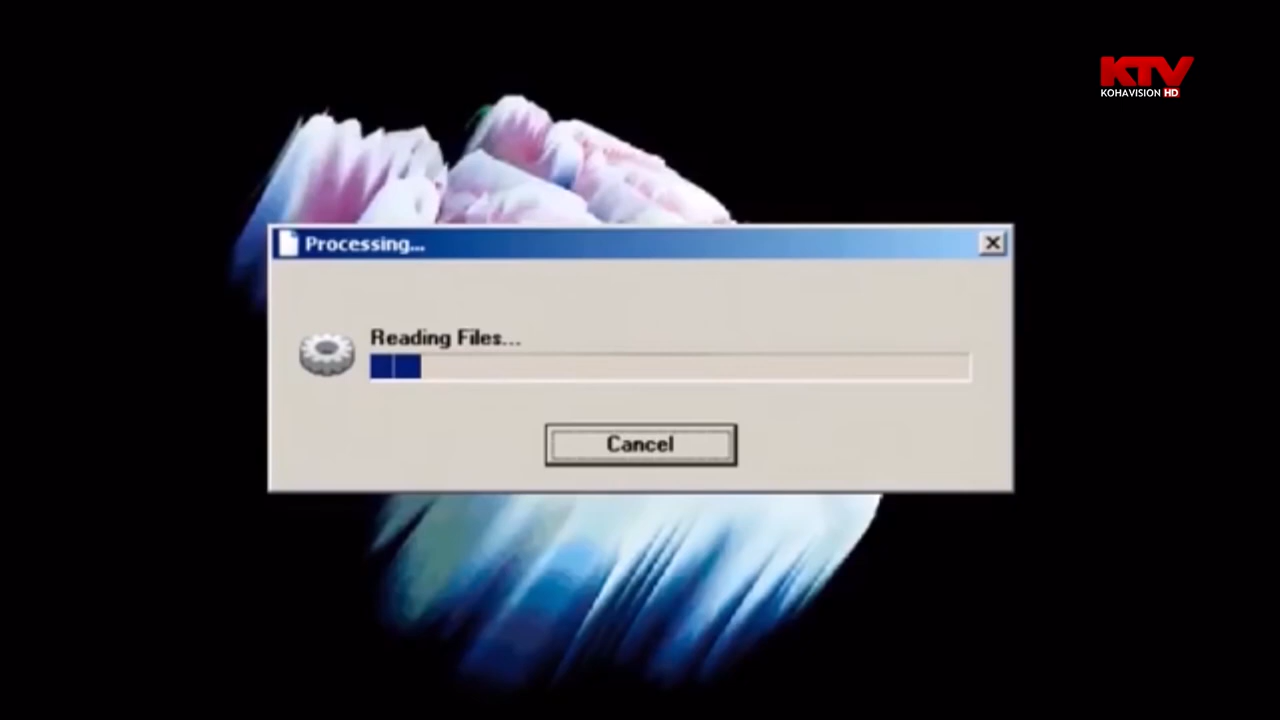 KTV
KOHAVISION HD
Processing...
Reading Files...
Cancel